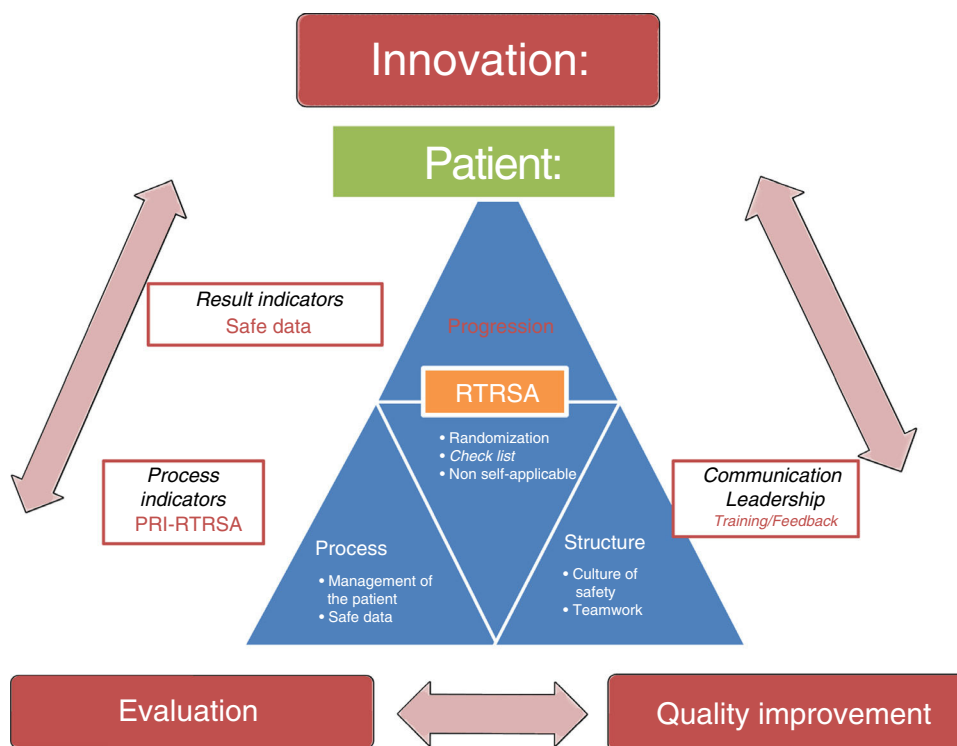 Innovation:
Patient:
Result indicators
Safe data
Progression
RTRSA
• Randomization
• Check list
• Non self-applicable
Process
indicators
PRI-RTRSA
Communication
Leadership
Training/Feedback
Process
• Management of
the patient
• Safe data
Structure
• Culture of
safety
• Teamwork
Evaluation
Quality improvement